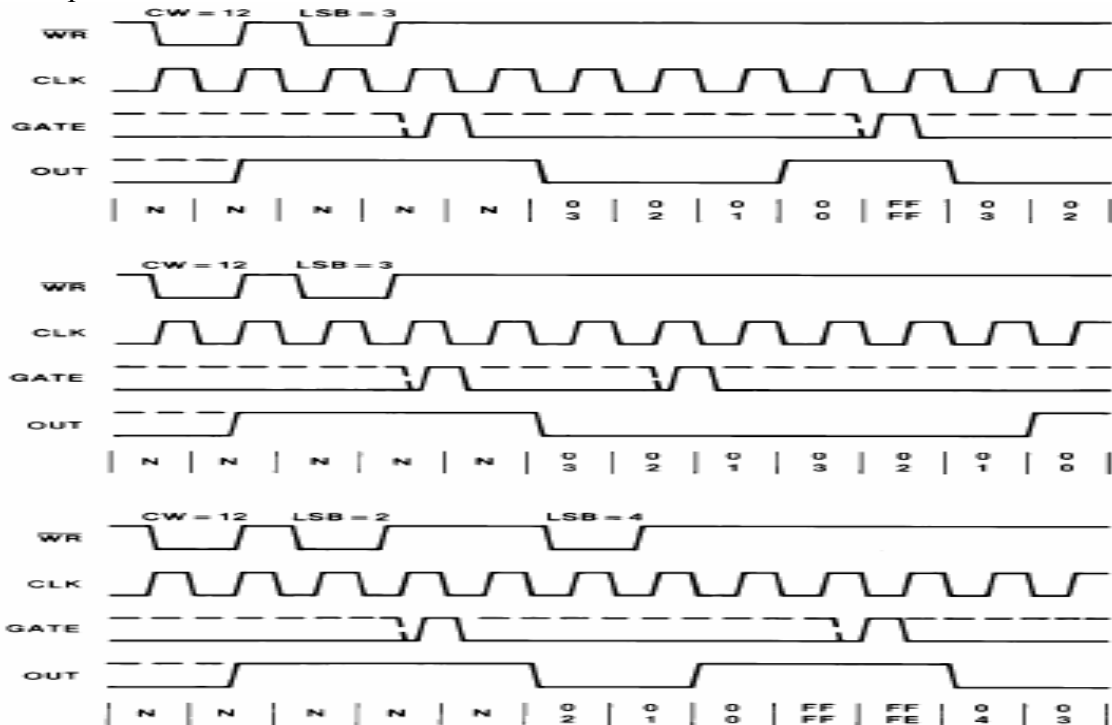 CW = 12 LSB = 3
WR
CLK
GATE
OUT
N N N N N 0 3 0 2 0 1 0 0 FF FF 0 3 0 2
CW = 12 LSB = 3
WR
CLK
GATE
OUT
N N N N N 0 3 0 2 0 1 0 3 0 2 0 1 0 0
CW = 12 LSB = 2 LSB = 4
WR
CLK
GATE
OUT
N N N N N 0 2 0 1 0 0 FF FF FF FE 0 4 0 3